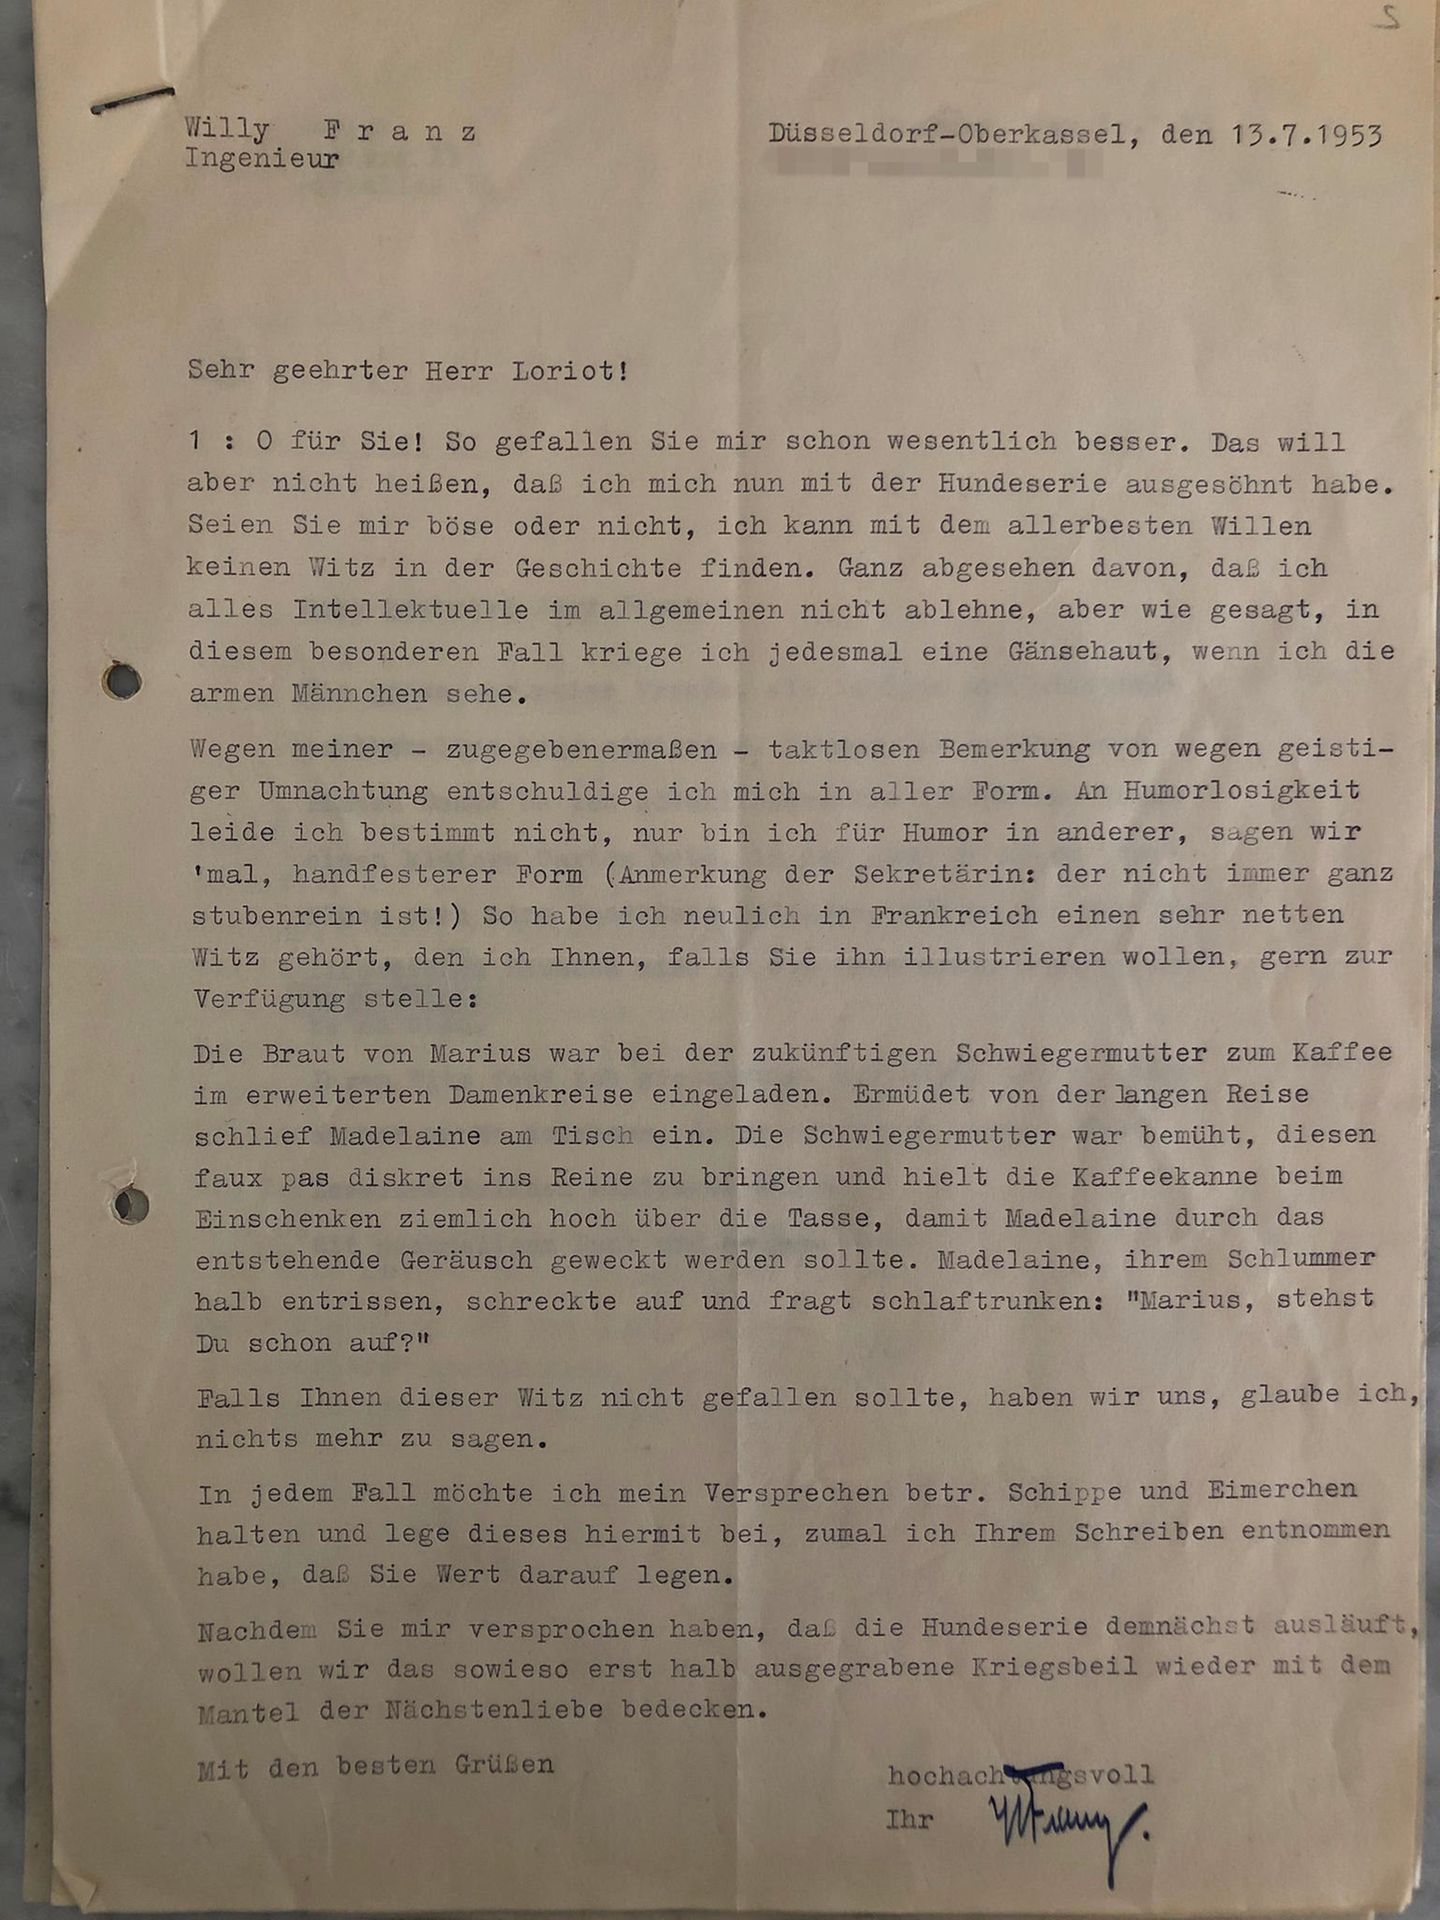 2
Willy F r a n z
Ingenieur
Düsseldorf-Oberkassel, den 13.7.1953
Sehr geehrter Herr Loriot!
1 : 0 für Sie! So gefallen Sie mir schon wesentlich besser. Das will
aber nicht heißen, daß ich mich nun mit der Hundeserie ausgesöhnt habe.
Seien Sie mir böse oder nicht, ich kann mit dem allerbesten Willen
keinen Witz in der Geschichte finden. Ganz abgesehen davon, daß ich
alles Intellektuelle im allgemeinen nicht ablehne, aber wie gesagt, in
diesem besonderen Fall kriege ich jedesmal eine Gänsehaut, wenn ich die
armen Männchen sehe.
Wegen meiner - zugegebenermaßen - taktlosen Bemerkung von wegen geisti-
ger Umnachtung entschuldige ich mich in aller Form. An Humorlosigkeit
leide ich bestimmt nicht, nur bin ich für Humor in anderer, sagen wir
'mal, handfesterer Form (Anmerkung der Sekretärin: der nicht immer ganz
stubenrein ist!) So habe ich neulich in Frankreich einen sehr netten
Witz gehört, den ich Ihnen, falls Sie ihn illustrieren wollen, gern zur
Verfügung stelle:
Die Braut von Marius war bei der zukünftigen Schwiegermutter zum Kaffee
im erweiterten Damenkreise eingeladen. Ermüdet von der langen Reise
schlief Madelaine am Tisch ein. Die Schwiegermutter war bemüht, diesen
faux pas diskret ins Reine zu bringen und hielt die Kaffeekanne beim
Einschenken ziemlich hoch über die Tasse, damit Madelaine durch das
entstehende Geräusch geweckt werden sollte. Madelaine, ihrem Schlummer
halb entrissen, schreckte auf und fragt schlaftrunken: "Marius, stehst
Du schon auf?"
Falls Ihnen dieser Witz nicht gefallen sollte, haben wir uns, glaube ich,
nichts mehr zu sagen.
In jedem Fall möchte ich mein Versprechen betr. Schippe und Eimerchen
halten und lege dieses hiermit bei, zumal ich Ihrem Schreiben entnommen
habe, daß Sie Wert darauf legen.
Nachdem Sie mir versprochen haben, daß die Hundeserie demnächst ausläuft,
wollen wir das sowieso erst halb ausgegrabene Kriegsbeil wieder mit dem
Mantel der Nächstenliebe bedecken.
Mit den besten Grüßen
hochachtungsvoll
Ihr WFranz.